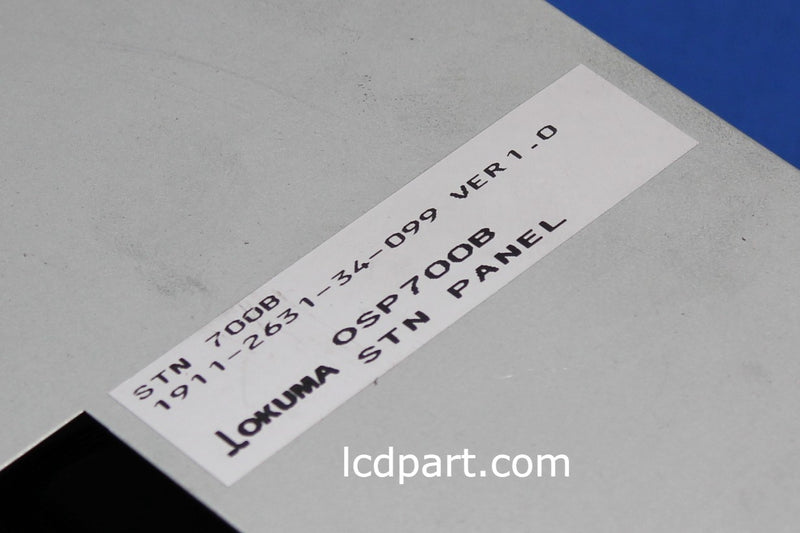 STN 700B
1911-2631-34-099 VER1.0
OSP700B
OKUMA STN PANEL
lcdpart.com